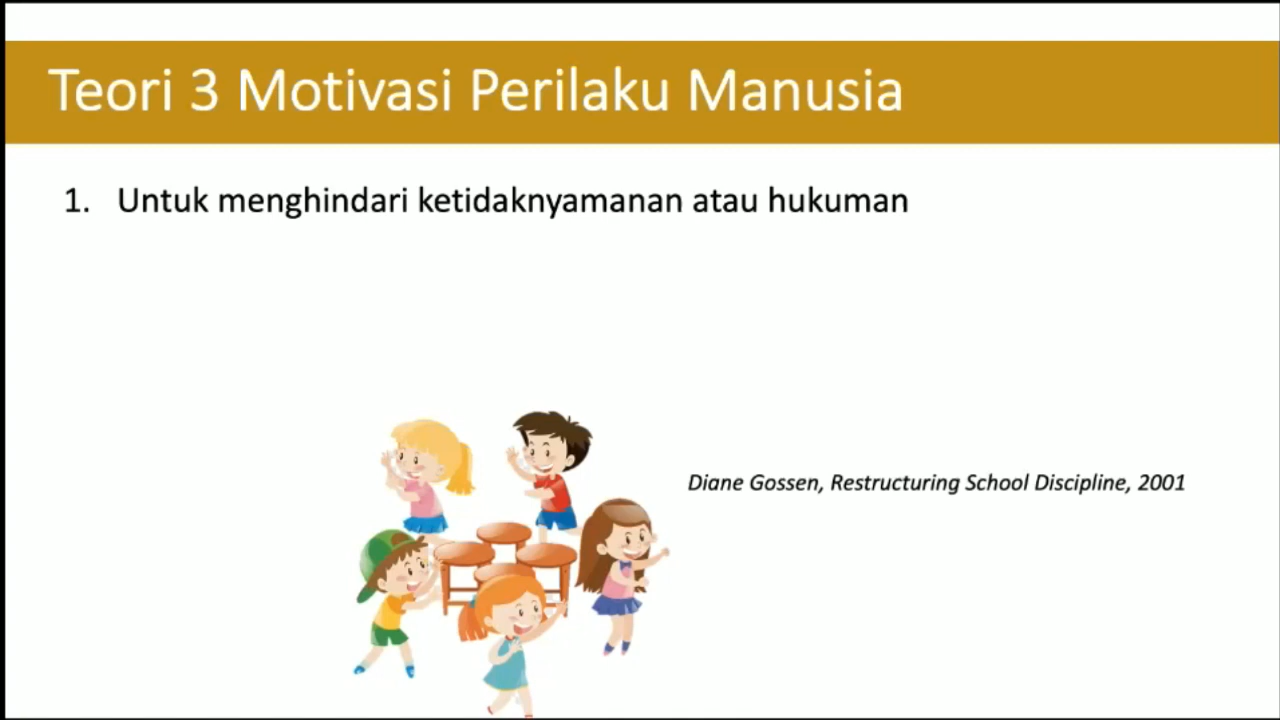 Teori 3 Motivasi Perilaku Manusia
1. Untuk menghindari ketidaknyamanan atau hukuman
Diane Gossen, Restructuring School Discipline, 2001